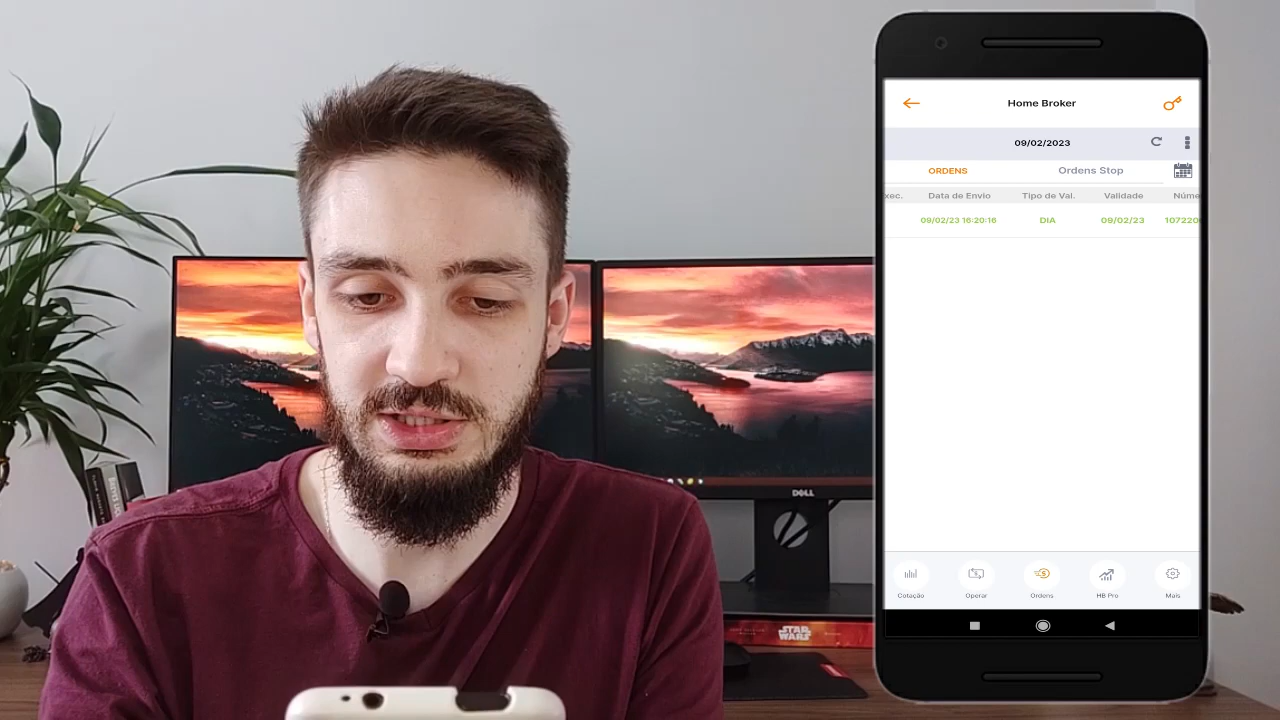 Home Broker
09/02/2023
ORDENS Ordens Stop
xec. Data de Envio Tipo de Val. Validade Núme
09/02/23 16:20:16 DIA 09/02/23 107220
Cotação Operar Ordens HB Pro Mais
DELL
STAR
WARS